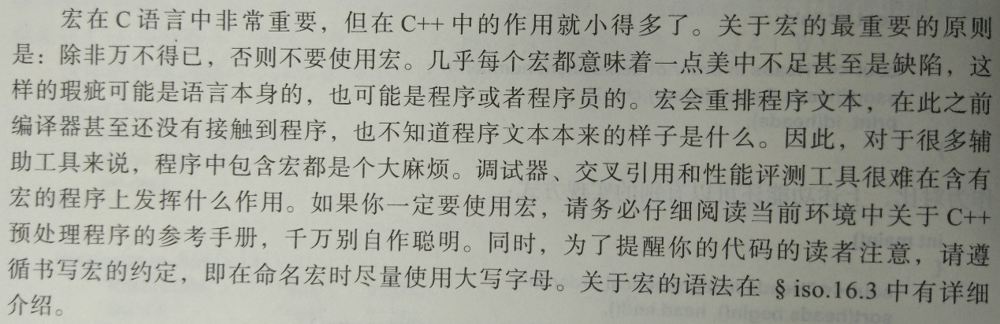 宏在 C 语言中非常重要，但在 C++ 中的作用就小得多了。关于宏的最重要的原则
是：除非万不得已，否则不要使用宏。几乎每个宏都意味着一点美中不足甚至是缺陷，这
样的瑕疵可能是语言本身的，也可能是程序或者程序员的。宏会重排程序文本，在此之前
编译器甚至还没有接触到程序，也不知道程序文本本来的样子是什么。因此，对于很多辅
助工具来说，程序中包含宏都是个大麻烦。调试器、交叉引用和性能评测工具很难在含有
宏的程序上发挥什么作用。如果你一定要使用宏，请务必仔细阅读当前环境中关于 C++
预处理程序的参考手册，千万别自作聪明。同时，为了提醒你的代码的读者注意，请遵
循书写宏的约定，即在命名宏时尽量使用大写字母。关于宏的语法在 § iso.16.3 中有详细
介绍。